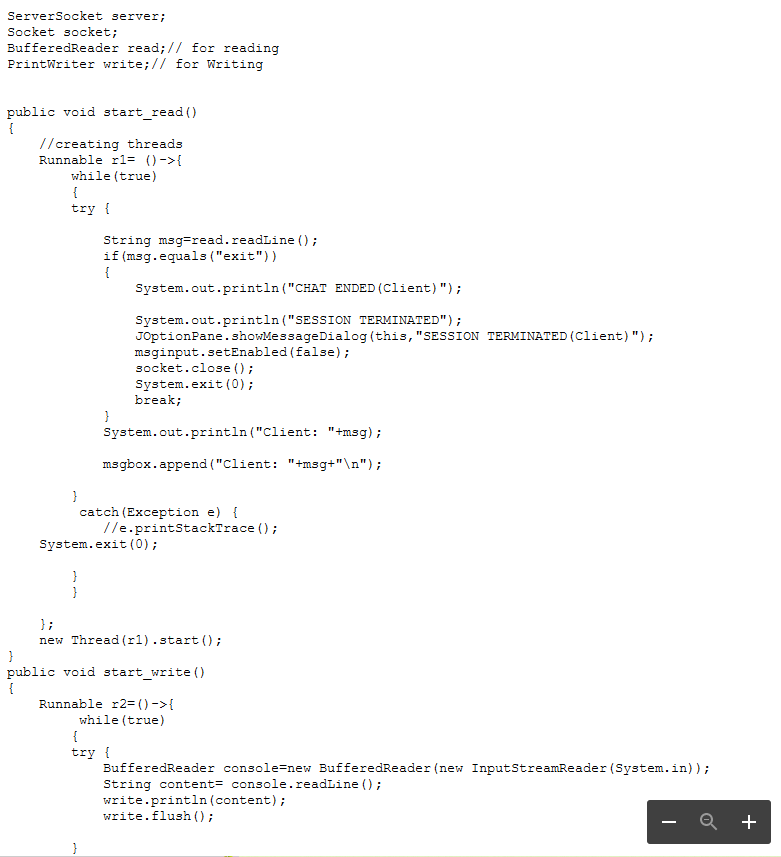 ServerSocket server;
Socket socket;
BufferedReader read;// for reading
PrintWriter write;// for Writing
public void start_read()
{
    //creating threads
    Runnable r1= ()->{
        while(true)
        {
        try {
            String msg=read.readLine();
            if(msg.equals("exit"))
            {
                System.out.println("CHAT ENDED(Client)");
                System.out.println("SESSION TERMINATED");
                JOptionPane.showMessageDialog(this,"SESSION TERMINATED(Client)");
                msginput.setEnabled(false);
                socket.close();
                System.exit(0);
                break;
            }
            System.out.println("Client: "+msg);
            msgbox.append("Client: "+msg+"\n");
        }
         catch(Exception e) {
            //e.printStackTrace();
    System.exit(0);
        }
        }
    };
    new Thread(r1).start();
}
public void start_write()
{
    Runnable r2=()->{
         while(true)
        {
        try {
            BufferedReader console=new BufferedReader(new InputStreamReader(System.in));
            String content= console.readLine();
            write.println(content);
            write.flush();
        }